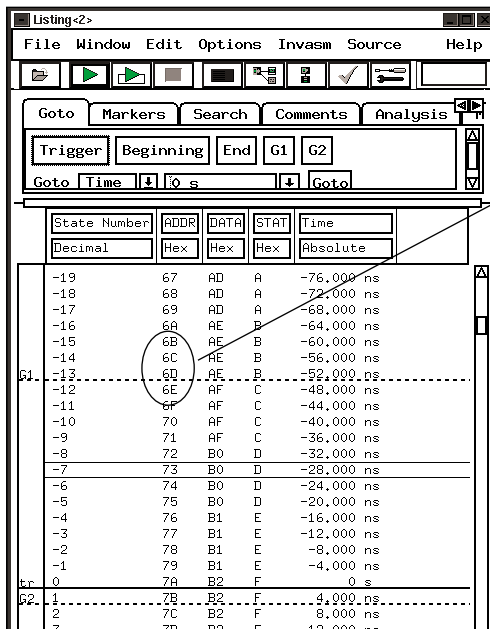 Listing<2>
File Window Edit Options Invasm Source Help
Goto Markers Search Comments Analysis
Trigger Beginning End G1 G2
Goto Time 0 s Goto
State Number ADDR DATA STAT Time
Decimal Hex Hex Hex Absolute
-19 67 AD A -76.000 ns
-18 68 AD A -72.000 ns
-17 69 AD A -68.000 ns
-16 6A AE B -64.000 ns
-15 6B AE B -60.000 ns
-14 6C AE B -56.000 ns
G1 -13 6D AE B -52.000 ns
-12 6E AF C -48.000 ns
-11 6F AF C -44.000 ns
-10 70 AF C -40.000 ns
-9 71 AF C -36.000 ns
-8 72 B0 D -32.000 ns
-7 73 B0 D -28.000 ns
-6 74 B0 D -24.000 ns
-5 75 B0 D -20.000 ns
-4 76 B1 E -16.000 ns
-3 77 B1 E -12.000 ns
-2 78 B1 E -8.000 ns
-1 79 B1 E -4.000 ns
tr 0 7A B2 F 0 s
G2 1 7B B2 F 4.000 ns
2 7C B2 F 8.000 ns